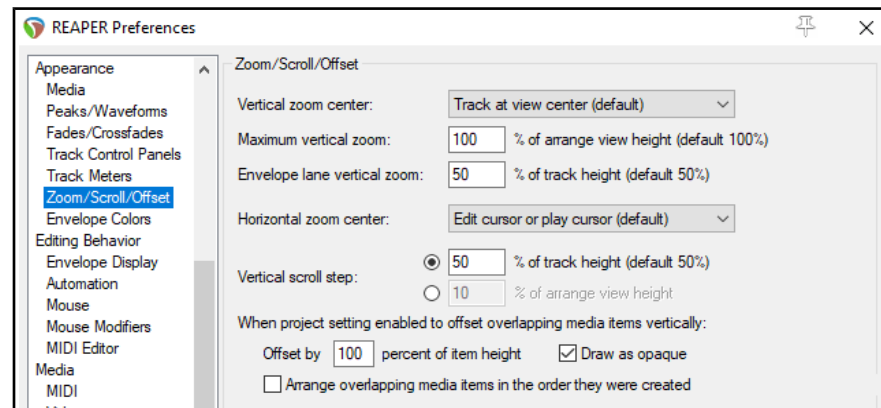 REAPER Preferences
Appearance
Media
Peaks/Waveforms
Fades/Crossfades
Track Control Panels
Track Meters
Zoom/Scroll/Offset
Envelope Colors
Editing Behavior
Envelope Display
Automation
Mouse
Mouse Modifiers
MIDI Editor
Media
MIDI
Zoom/Scroll/Offset
Vertical zoom center: Track at view center (default)
Maximum vertical zoom: 100 % of arrange view height (default 100%)
Envelope lane vertical zoom: 50 % of track height (default 50%)
Horizontal zoom center: Edit cursor or play cursor (default)
Vertical scroll step: 50 % of track height (default 50%)
10 % of arrange view height
When project setting enabled to offset overlapping media items vertically:
Offset by 100 percent of item height Draw as opaque
Arrange overlapping media items in the order they were created